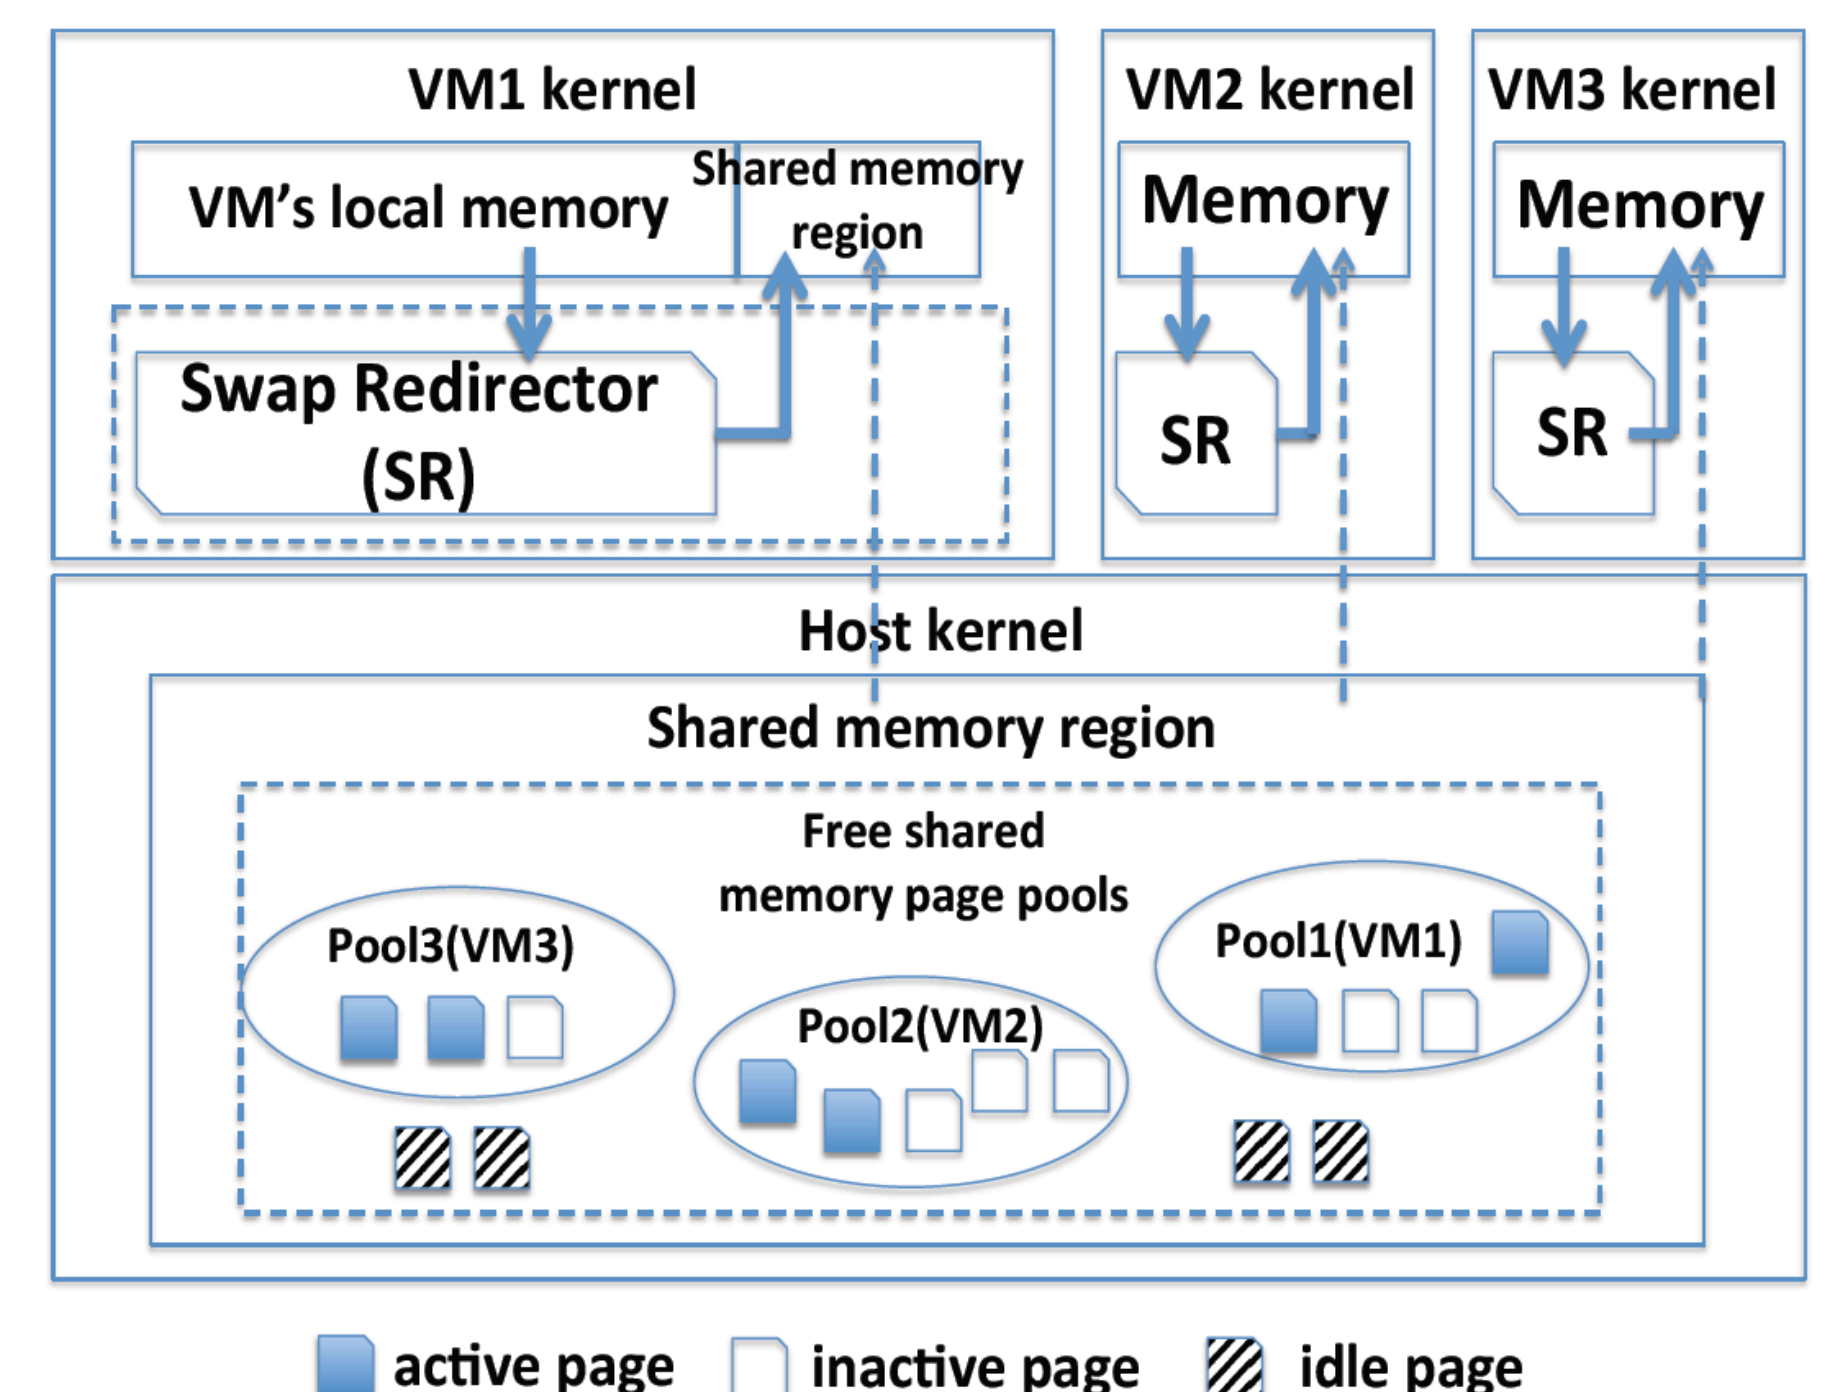 VM1 kernel
VM's local memory
Shared memory
region
Swap Redirector
(SR)
VM2 kernel
Memory
SR
VM3 kernel
Memory
SR
Host kernel
Shared memory region
Free shared
memory page pools
Pool3(VM3)
Pool2(VM2)
Pool1(VM1)
active page
inactive page
idle page